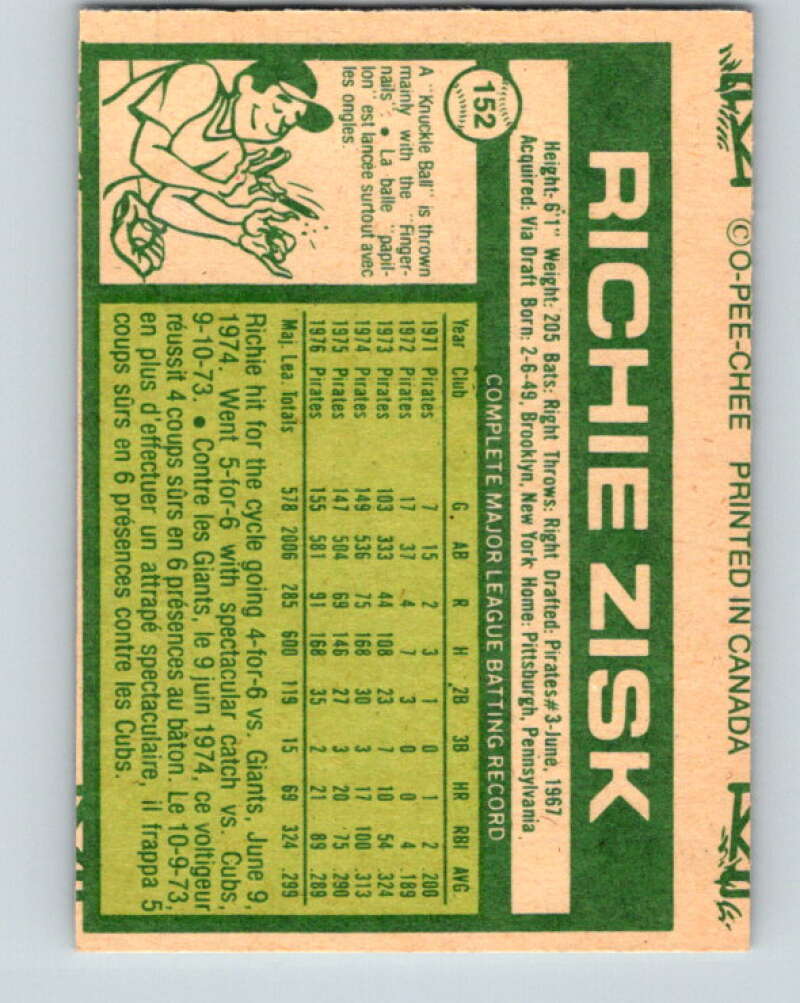 ©O-PEE-CHEE PRINTED IN CANADA
RICHIE ZISK
152
Height: 6'1" Weight: 205 Bats: Right Throws: Right Drafted: Pirates #3-June, 1967
Acquired: Via Draft Born: 2-6-49, Brooklyn, New York Home: Pittsburgh, Pennsylvania
A "Knuckle Ball" is thrown
mainly with the "Finger-
nails". • La balle "papil-
lon" est lancée surtout avec
les ongles.
COMPLETE MAJOR LEAGUE BATTING RECORD
Year Club G. AB R H 2B 3B HR RBI AVG.
1971 Pirates 7 15 2 3 1 0 1 2 .200
1972 Pirates 17 37 4 7 3 0 0 4 .189
1973 Pirates 103 333 44 108 23 7 10 54 .324
1974 Pirates 149 536 75 168 30 3 17 100 .313
1975 Pirates 147 504 69 146 27 3 20 75 .290
1976 Pirates 155 581 91 168 35 2 21 89 .289
Maj. Lea. Totals 578 2006 285 600 119 15 69 324 .299
Richie hit for the cycle going 4-for-6 vs. Giants, June 9,
1974. Went 5-for-6 with spectacular catch vs. Cubs,
9-10-73. • Contre les Giants, le 9 juin 1974, ce voltigeur
réussit 4 coups sûrs en 6 présences au bâton. Le 10-9-73,
en plus d'effectuer un attrapé spectaculaire, il frappa 5
coups sûrs en 6 présences contre les Cubs.